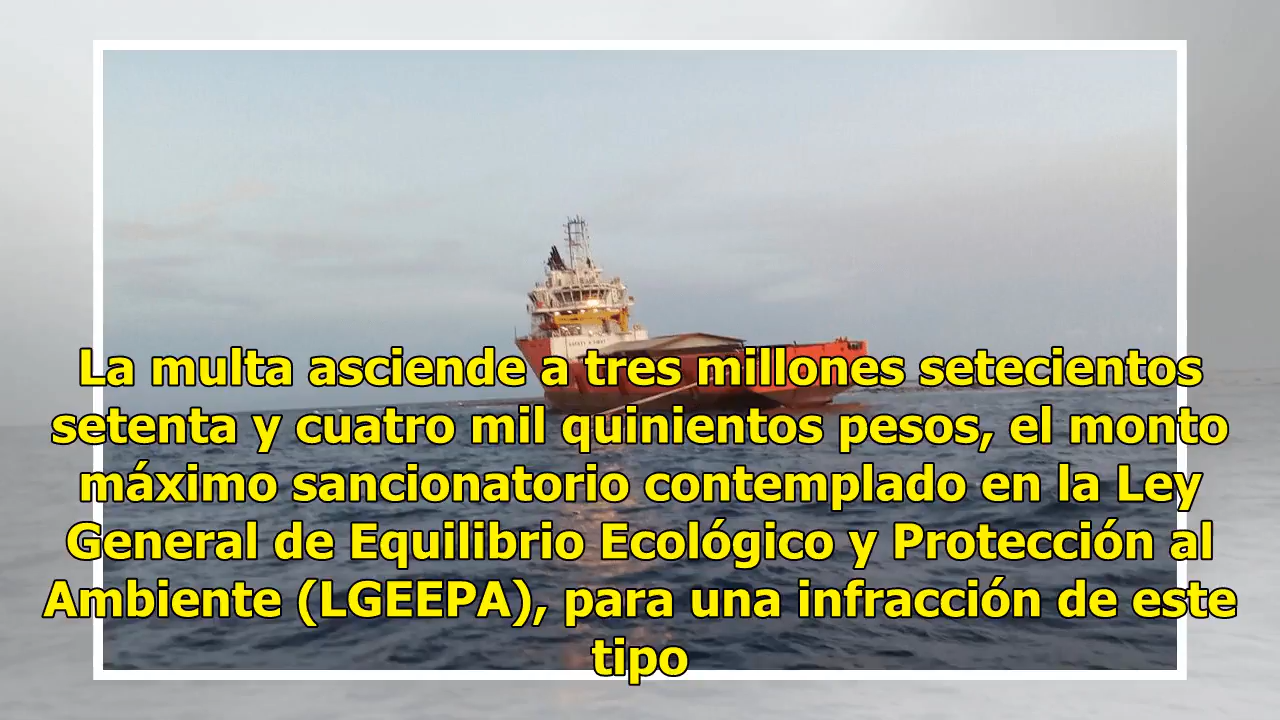 La multa asciende a tres millones setecientos
setenta y cuatro mil quinientos pesos, el monto
máximo sancionatorio contemplado en la Ley
General de Equilibrio Ecológico y Protección al
Ambiente (LGEEPA), para una infracción de este
tipo